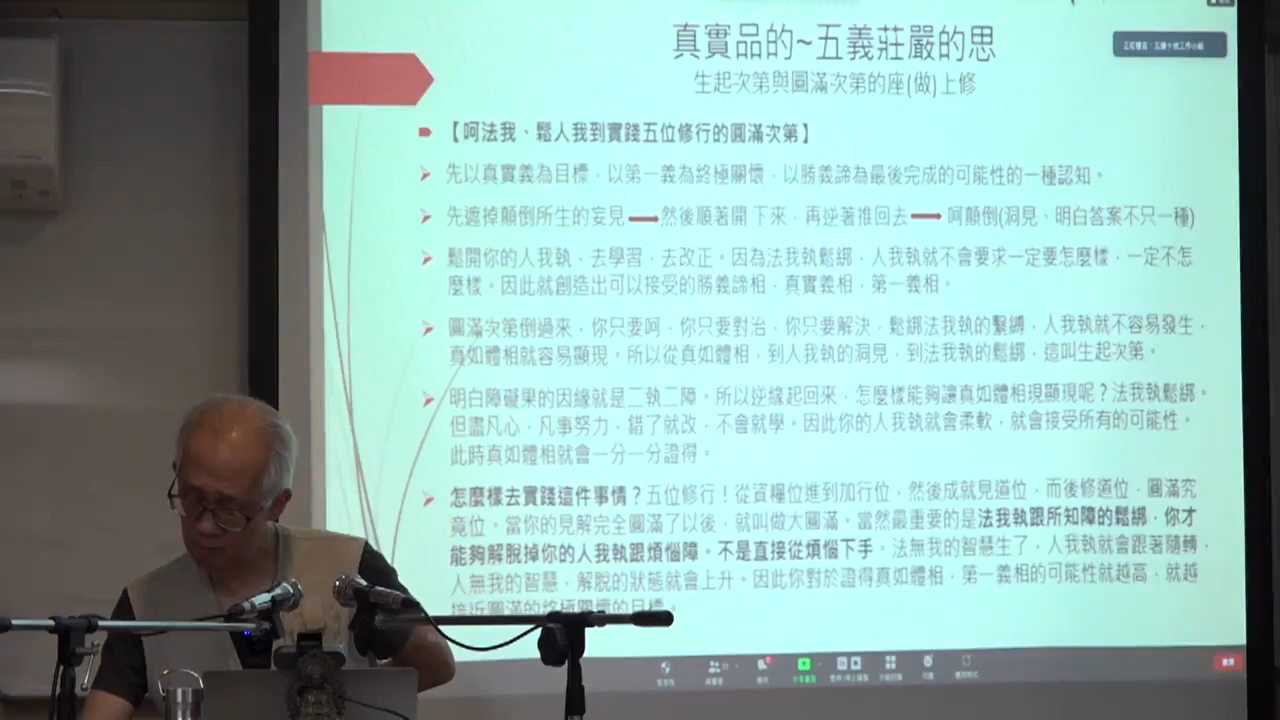 真實品的~五義莊嚴的思
生起次第與圓滿次第的座(做)上修
【呵法我、鬆人我到實踐五位修行的圓滿次第】
先以真實義為目標，以第一義為終極關懷，以勝義諦為最後完成的可能性的一種認知。
先遮掉顛倒所生的妄見 然後順著開下來，再逆著推回去 呵顛倒(洞見、明白答案不只一種)
鬆開你的人我執，去學習，去改正。因為法我執鬆綁，人我執就不會要求一定要怎麼樣，一定不怎
麼樣。因此就創造出可以接受的勝義諦相，真實義相，第一義相。
圓滿次第倒過來，你只要呵，你只要對治，你只要解決，鬆綁法我執的繫縛，人我執就不容易發生，
真如體相就容易顯現。所以從真如體相，到人我執的洞見，到法我執的鬆綁，這叫生起次第。
明白障礙果的因緣就是二執二障。所以逆緣起回來，怎麼樣能夠讓真如體相現顯現呢？法我執鬆綁。
但盡凡心，凡事努力，錯了就改，不會就學。因此你的人我執就會柔軟，就會接受所有的可能性。
此時真如體相就會一分一分證得。
怎麼樣去實踐這件事情？五位修行！從資糧位進到加行位，然後成就見道位，而後修道位，圓滿究
竟位。當你的見解完全圓滿了以後，就叫做大圓滿。當然最重要的是法我執跟所知障的鬆綁，你才
能夠解脫掉你的人我執跟煩惱障。不是直接從煩惱下手。法無我的智慧生了，人我執就會跟著隨轉，
人無我的智慧，解脫的狀態就會上升。因此你對於證得真如體相，第一義相的可能性就越高，就越
接近圓滿的終極關懷的目標。